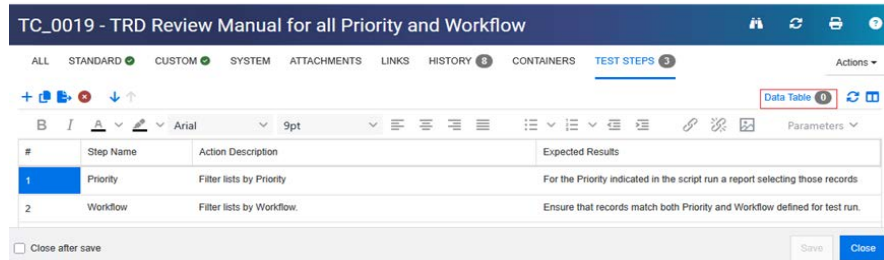 TC_0019 - TRD Review Manual for all Priority and Workflow
ALL STANDARD CUSTOM SYSTEM ATTACHMENTS LINKS HISTORY 8 CONTAINERS TEST STEPS 3 Actions
Data Table 0
B I A Arial 9pt Parameters
# Step Name Action Description Expected Results
1 Priority Filter lists by Priority For the Priority indicated in the script run a report selecting those records
2 Workflow Filter lists by Workflow. Ensure that records match both Priority and Workflow defined for test run.
Close after save Save Close